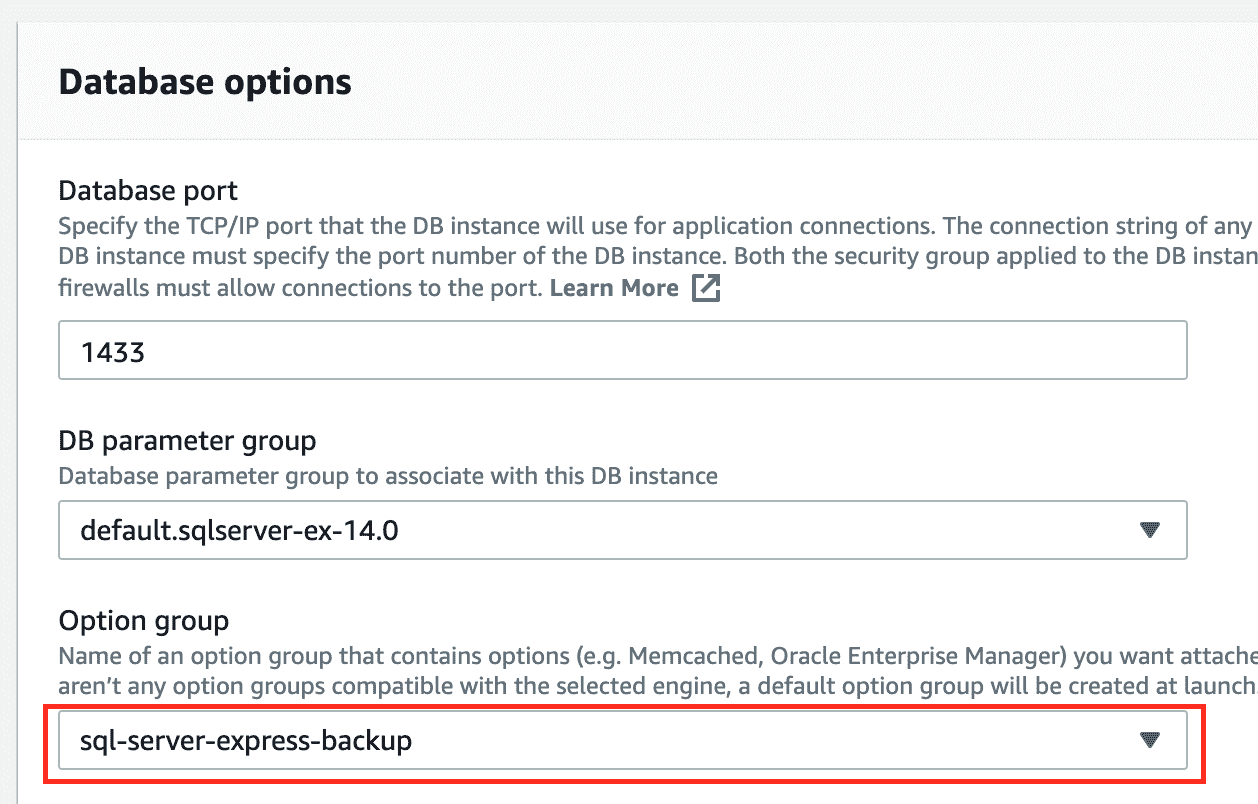 Database options
Database port
Specify the TCP/IP port that the DB instance will use for application connections. The connection string of any
DB instance must specify the port number of the DB instance. Both the security group applied to the DB instan
firewalls must allow connections to the port. Learn More
1433
DB parameter group
Database parameter group to associate with this DB instance
default.sqlserver-ex-14.0
Option group
Name of an option group that contains options (e.g. Memcached, Oracle Enterprise Manager) you want attache
aren't any option groups compatible with the selected engine, a default option group will be created at launch.
sql-server-express-backup